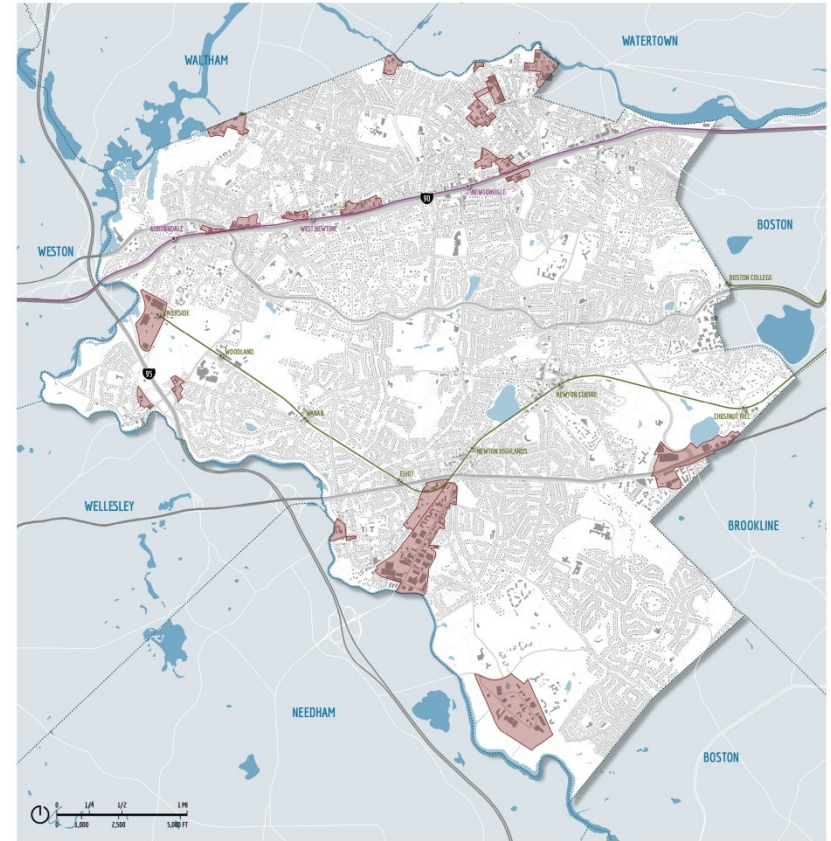 WATERTOWN
WALTHAM
NEWTONVILLE
90
WEST NEWTON
AUBURNDALE
BOSTON
WESTON
BOSTON COLLEGE
RIVERSIDE
WOODLAND
95
NEWTON CENTRE
WABAN
CHESTNUT HILL
NEWTON HIGHLANDS
ELIOT
WELLESLEY
BROOKLINE
NEEDHAM
BOSTON
0 1/4 1/2 1 MI
0 1,000 2,500 5,000 FT